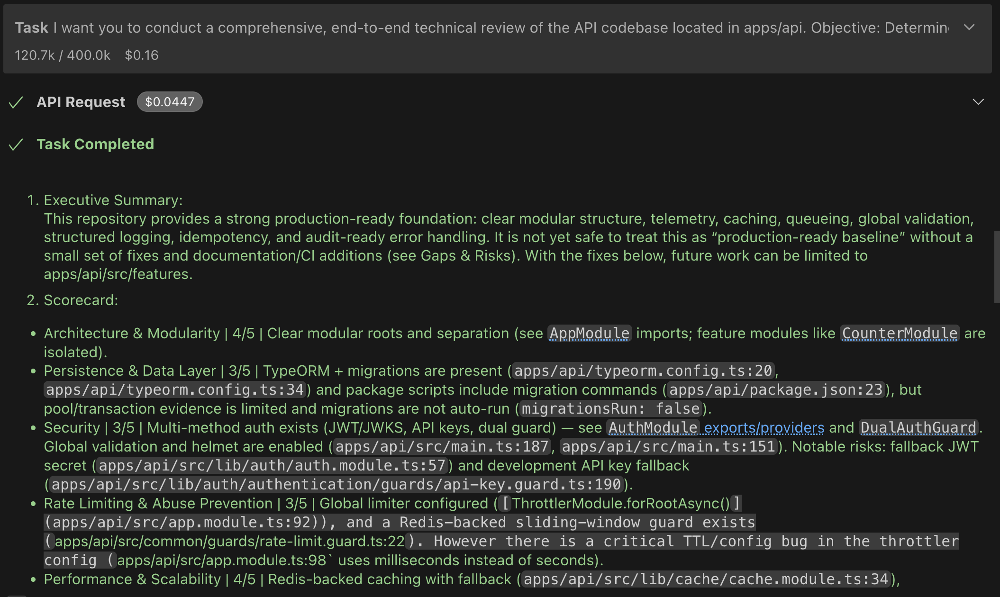 Task I want you to conduct a comprehensive, end-to-end technical review of the API codebase located in apps/api. Objective: Determin
120.7k / 400.0k $0.16
API Request $0.0447
Task Completed
1. Executive Summary:
This repository provides a strong production-ready foundation: clear modular structure, telemetry, caching, queueing, global validation,
structured logging, idempotency, and audit-ready error handling. It is not yet safe to treat this as “production-ready baseline” without a
small set of fixes and documentation/CI additions (see Gaps & Risks). With the fixes below, future work can be limited to
apps/api/src/features.
2. Scorecard:
• Architecture & Modularity | 4/5 | Clear modular roots and separation (see AppModule imports; feature modules like CounterModule are
isolated).
• Persistence & Data Layer | 3/5 | TypeORM + migrations are present (apps/api/typeorm.config.ts:20,
apps/api/typeorm.config.ts:34) and package scripts include migration commands (apps/api/package.json:23), but
pool/transaction evidence is limited and migrations are not auto-run (migrationsRun: false).
• Security | 3/5 | Multi-method auth exists (JWT/JWKS, API keys, dual guard) — see AuthModule exports/providers and DualAuthGuard.
Global validation and helmet are enabled (apps/api/src/main.ts:187, apps/api/src/main.ts:151). Notable risks: fallback JWT
secret (apps/api/src/lib/auth/auth.module.ts:57) and development API key fallback
(apps/api/src/lib/auth/authentication/guards/api-key.guard.ts:190).
• Rate Limiting & Abuse Prevention | 3/5 | Global limiter configured ([ThrottlerModule.forRootAsync()]
(apps/api/src/app.module.ts:92)), and a Redis-backed sliding-window guard exists
(apps/api/src/common/guards/rate-limit.guard.ts:22). However there is a critical TTL/config bug in the throttler
config (apps/api/src/app.module.ts:98` uses milliseconds instead of seconds).
• Performance & Scalability | 4/5 | Redis-backed caching with fallback (apps/api/src/lib/cache/cache.module.ts:34),